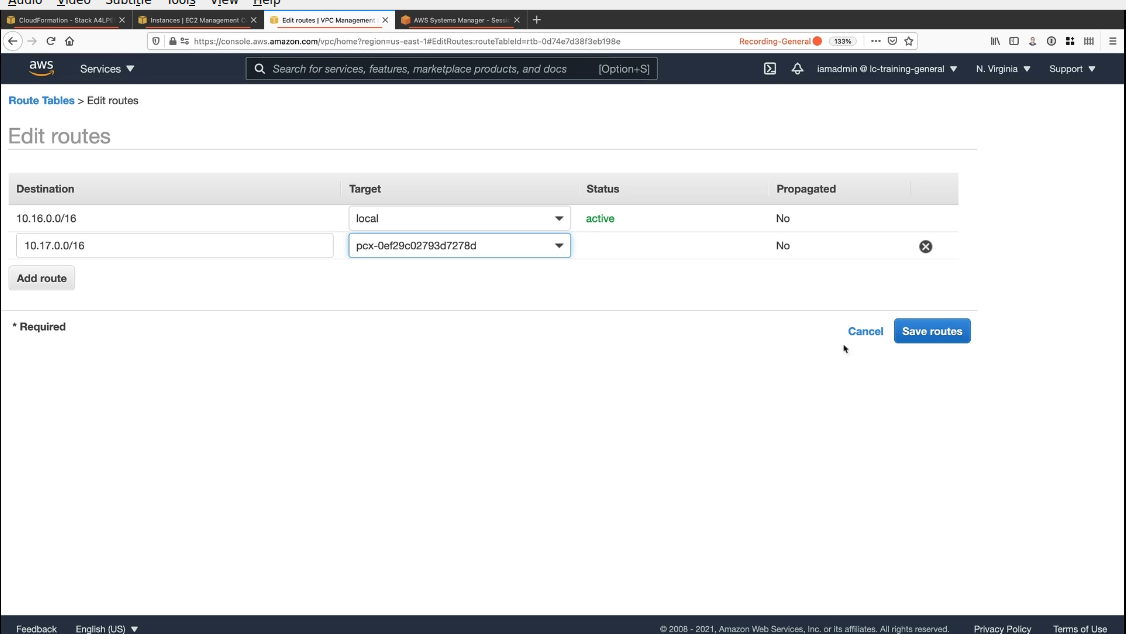 Audio Video Subtitle Tools View Help
CloudFormation - Stack A4LPE Instances | EC2 Management C Edit routes | VPC Management AWS Systems Manager - Sess
https://console.aws.amazon.com/vpc/home?region=us-east-1#EditRoutes:routeTableId=rtb-0d74e7d38f3eb198e Recording-General 133%
aws Services Search for services, features, marketplace products, and docs [Option+S] iamadmin @ lc-training-general N. Virginia Support
Route Tables > Edit routes
Edit routes
Destination Target Status Propagated
10.16.0.0/16 local active No
10.17.0.0/16 pcx-0ef29c02793d7278d No
Add route
* Required Cancel Save routes
Feedback English (US) © 2008 - 2021, Amazon Web Services, Inc. or its affiliates. All rights reserved. Privacy Policy Terms of Use